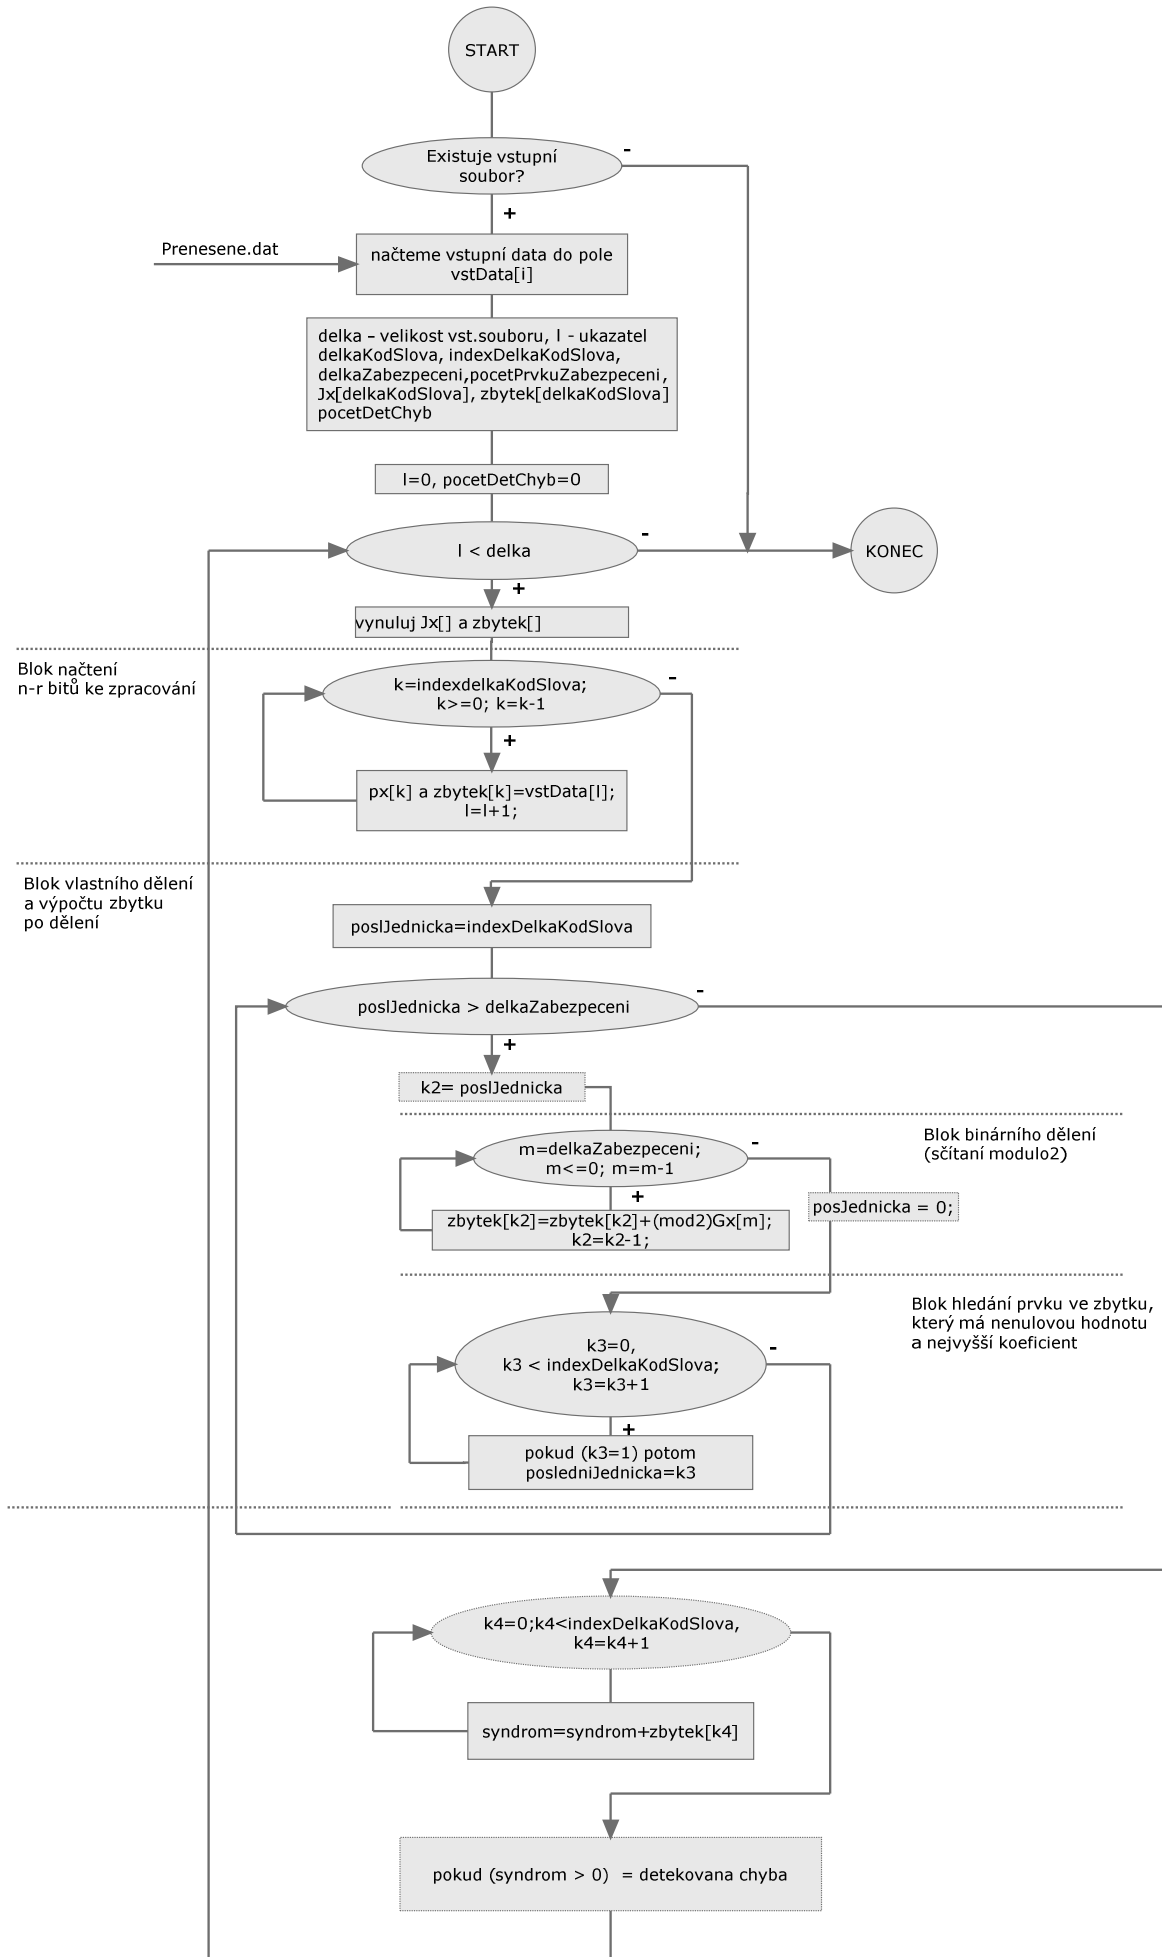 START
Existuje vstupní
soubor?
-
+
Prenesene.dat
načteme vstupní data do pole
vstData[i]
delka – velikost vst.souboru, l - ukazatel
delkaKodSlova, indexDelkaKodSlova,
delkaZabezpeceni,pocetPrvkuZabezpeceni,
Jx[delkaKodSlova], zbytek[delkaKodSlova]
pocetDetChyb
l=0, pocetDetChyb=0
l < delka
-
KONEC
+
vynuluj Jx[] a zbytek[]
Blok načtení
n-r bitů ke zpracování
k=indexdelkaKodSlova;
k>=0; k=k-1
-
+
px[k] a zbytek[k]=vstData[l];
l=l+1;
Blok vlastního dělení
a výpočtu zbytku
po dělení
poslJednicka=indexDelkaKodSlova
poslJednicka > delkaZabezpeceni
-
+
k2= poslJednicka
Blok binárního dělení
(sčítaní modulo2)
m=delkaZabezpeceni;
m<=0; m=m-1
-
+
posJednicka = 0;
zbytek[k2]=zbytek[k2]+(mod2)Gx[m];
k2=k2-1;
Blok hledání prvku ve zbytku,
který má nenulovou hodnotu
a nejvyšší koeficient
k3=0,
k3 < indexDelkaKodSlova;
k3=k3+1
-
+
pokud (k3=1) potom
posledniJednicka=k3
k4=0;k4<indexDelkaKodSlova,
k4=k4+1
syndrom=syndrom+zbytek[k4]
pokud (syndrom > 0)  = detekovana chyba